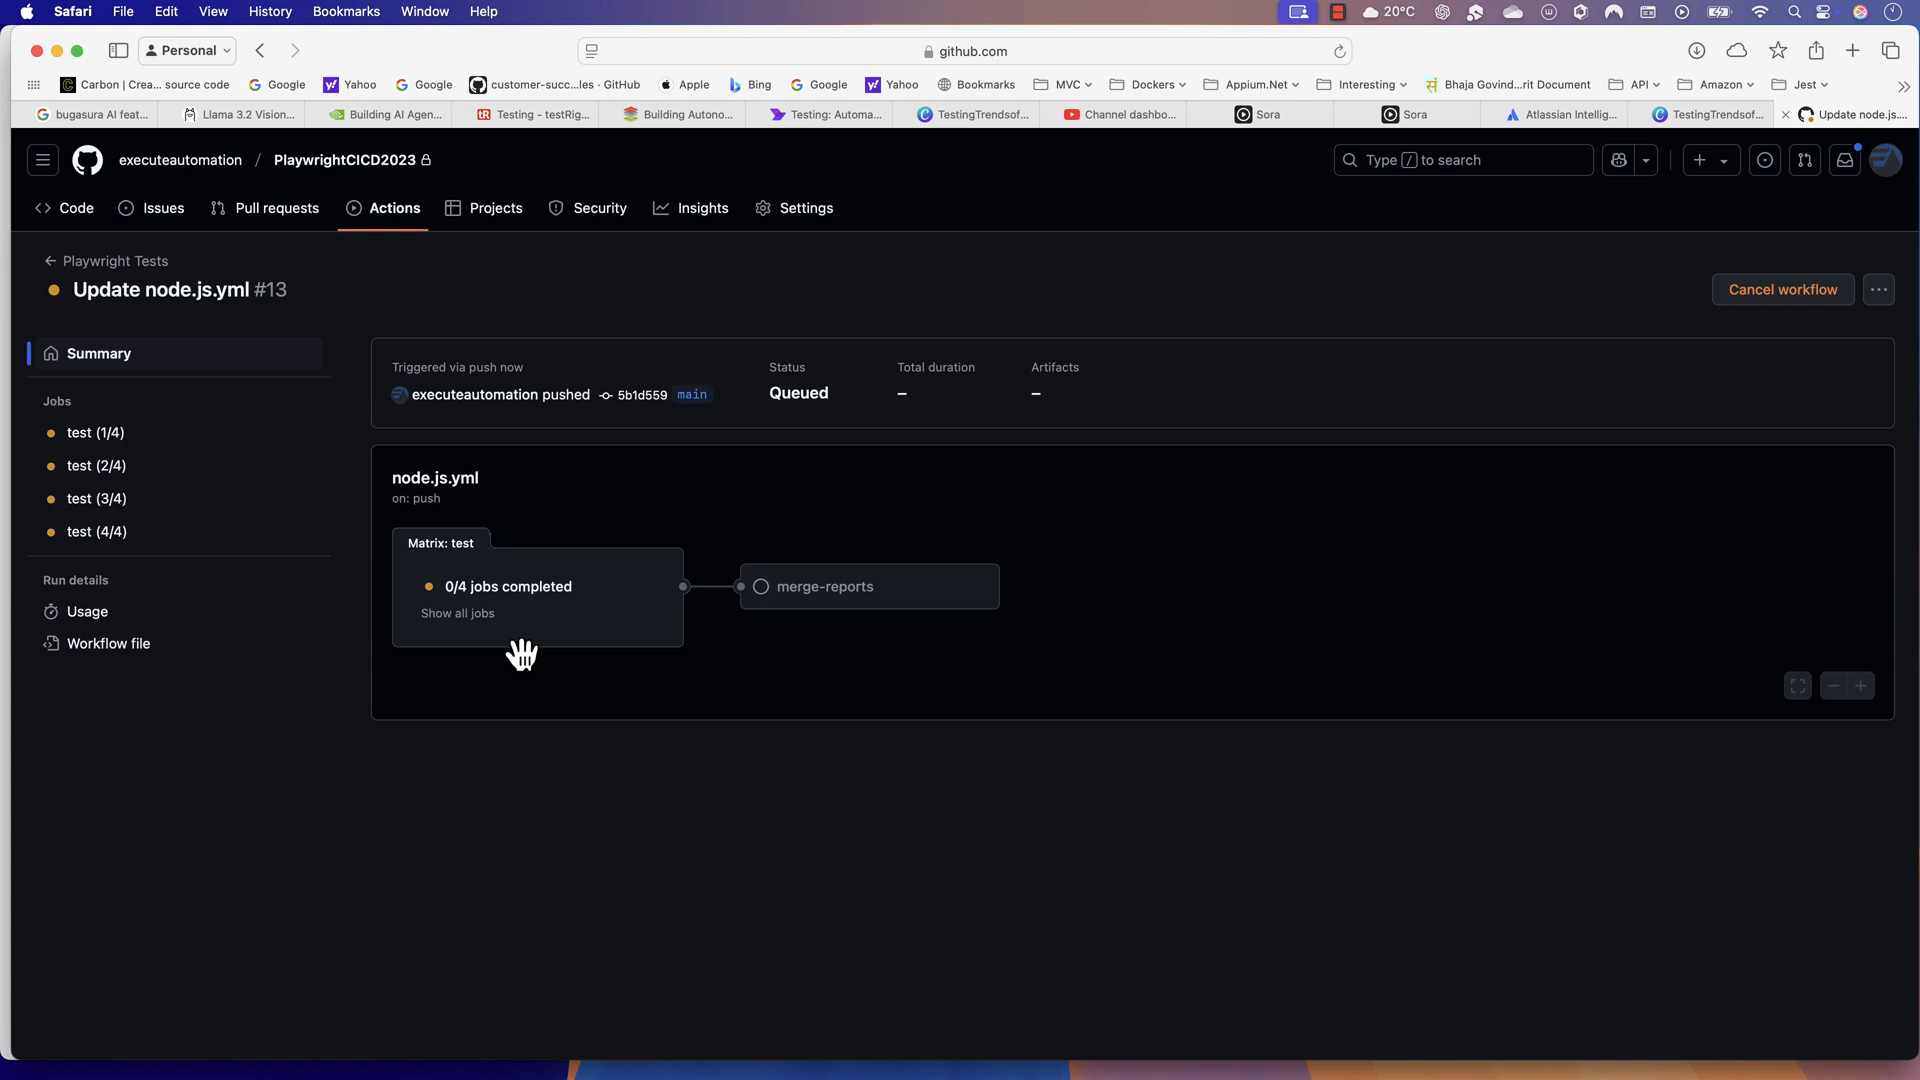 Safari File Edit View History Bookmarks Window Help 20°C
Personal github.com
Carbon | Crea... source code Google Yahoo Google customer-succ...les · GitHub Apple Bing Google Yahoo Bookmarks MVC Dockers Appium.Net Interesting Bhaja Govind...rit Document API Amazon Jest
bugasura AI feat... Llama 3.2 Vision... Building AI Agen... tR Testing - testRig... Building Autono... Testing: Automa... TestingTrendsof... Channel dashbo... Sora Sora Atlassian Intellig... TestingTrendsof... Update node.js....
executeautomation / PlaywrightCICD2023 Type / to search
Code Issues Pull requests Actions Projects Security Insights Settings
Playwright Tests
Update node.js.yml #13
Cancel workflow
Summary
Jobs
test (1/4)
test (2/4)
test (3/4)
test (4/4)
Run details
Usage
Workflow file
Triggered via push now
executeautomation pushed 5b1d559 main
Status
Queued
Total duration
–
Artifacts
–
node.js.yml
on: push
Matrix: test
0/4 jobs completed
Show all jobs
merge-reports